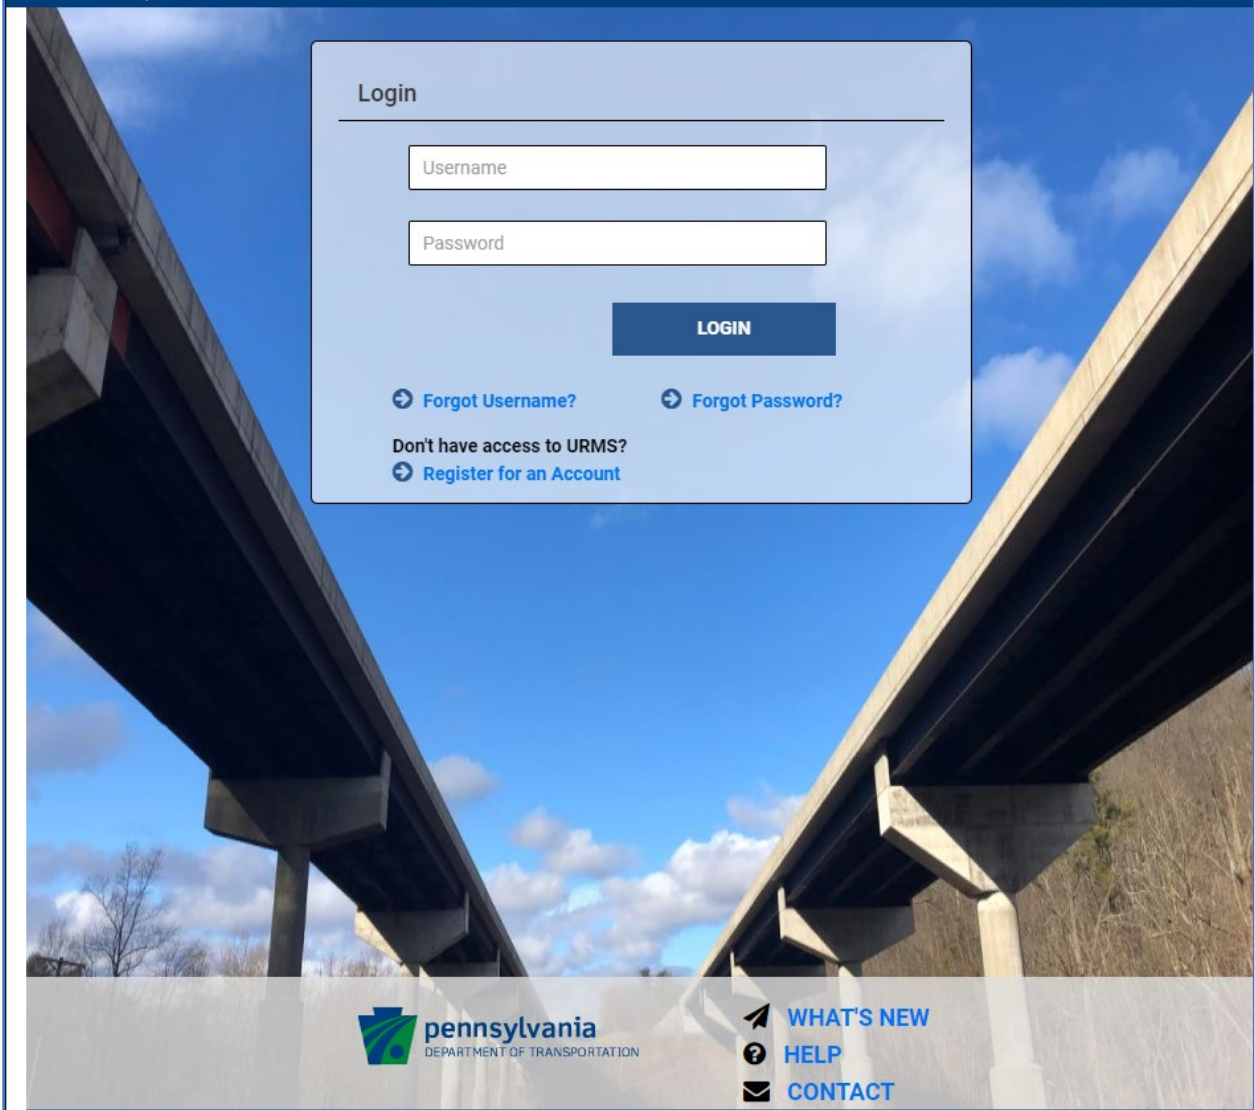 Login
Username
Password
LOGIN
Forgot Username? Forgot Password?
Don't have access to URMS?
Register for an Account
pennsylvania
DEPARTMENT OF TRANSPORTATION
WHAT'S NEW
HELP
CONTACT